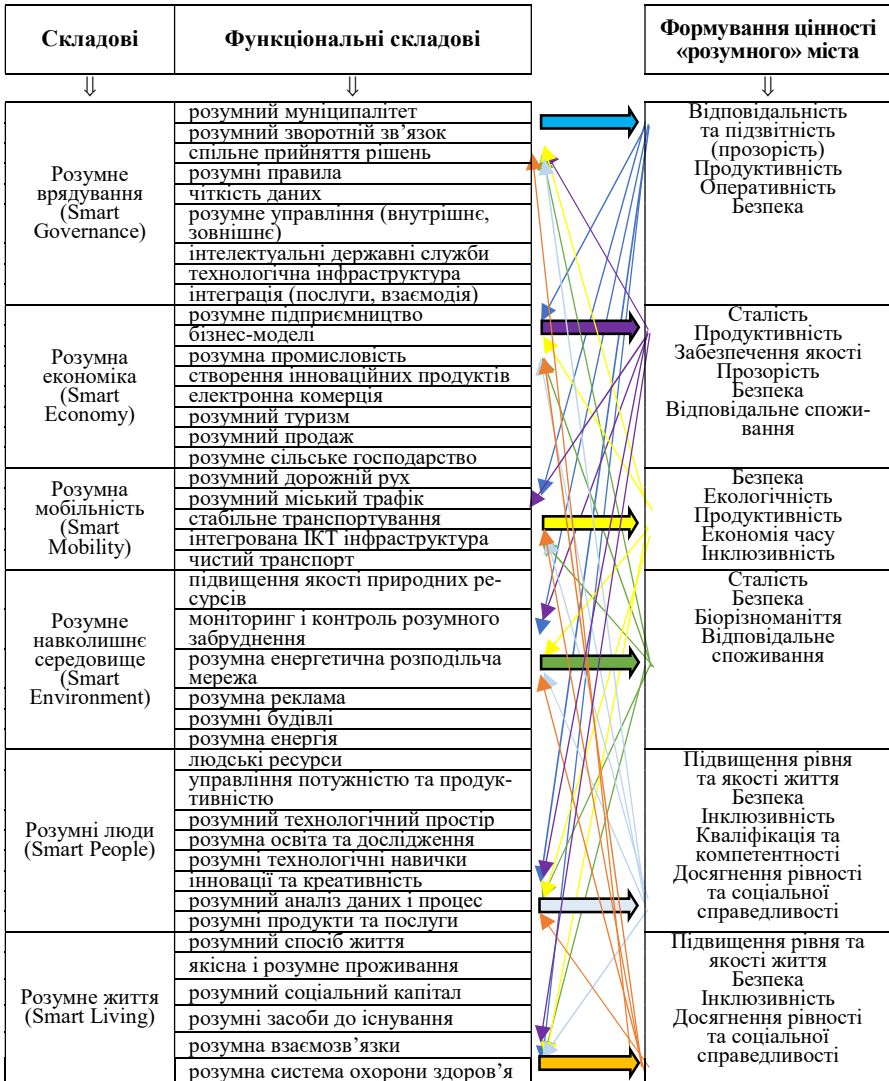 Складові
Функціональні складові
Формування цінності
«розумного» міста
⇓
⇓
⇓
Розумне
врядування
(Smart
Governance)
розумний муніципалітет
розумний зворотній зв’язок
спільне прийняття рішень
розумні правила
чіткість даних
розумне управління (внутрішнє,
зовнішнє)
інтелектуальні державні служби
технологічна інфраструктура
інтеграція (послуги, взаємодія)
Відповідальність
та підзвітність
(прозорість)
Продуктивність
Оперативність
Безпека
Розумна
економіка
(Smart
Economy)
розумне підприємництво
бізнес-моделі
розумна промисловість
створення інноваційних продуктів
електронна комерція
розумний туризм
розумний продаж
розумне сільське господарство
Сталість
Продуктивність
Забезпечення якості
Прозорість
Безпека
Відповідальне спожи-
вання
Розумна
мобільність
(Smart
Mobility)
розумний дорожній рух
розумний міський трафік
стабільне транспортування
інтегрована ІКТ інфраструктура
чистий транспорт
Безпека
Екологічність
Продуктивність
Економія часу
Інклюзивність
Розумне
навколишнє
середовище
(Smart
Environment)
підвищення якості природних ре-
сурсів
моніторинг і контроль розумного
забруднення
розумна енергетична розподільча
мережа
розумна реклама
розумні будівлі
розумна енергія
Сталість
Безпека
Біорізноманіття
Відповідальне
споживання
Розумні люди
(Smart People)
людські ресурси
управління потужністю та продук-
тивністю
розумний технологічний простір
розумна освіта та дослідження
розумні технологічні навички
інновації та креативність
розумний аналіз даних і процес
розумні продукти та послуги
Підвищення рівня
та якості життя
Безпека
Інклюзивність
Кваліфікація та
компетентності
Досягнення рівності
та соціальної
справедливості
Розумне життя
(Smart Living)
розумний спосіб життя
якісна і розумне проживання
розумний соціальний капітал
розумні засоби до існування
розумна взаємозв’язки
розумна система охорони здоров’я
Підвищення рівня та
якості життя
Безпека
Інклюзивність
Досягнення рівності
та соціальної
справедливості